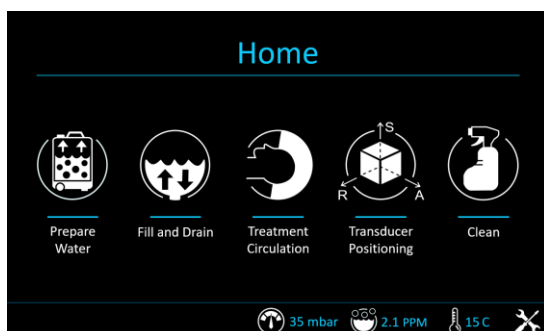 Home
S
R
A
Prepare
Water
Fill and Drain
Treatment
Circulation
Transducer
Positioning
Clean
35 mbar
2.1 PPM
15 C